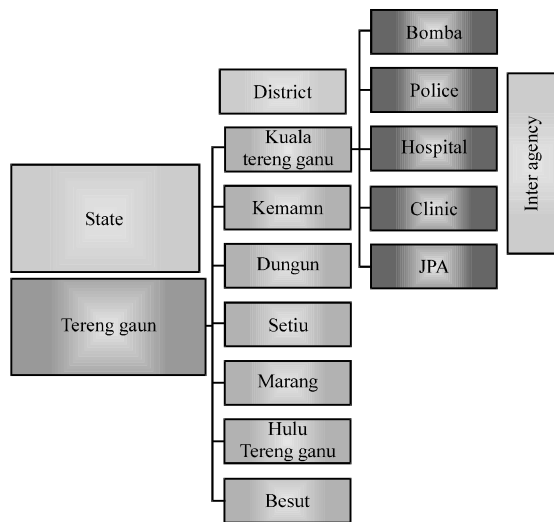 State
Tereng gaun
District
Kuala
tereng ganu
Kemamn
Dungun
Setiu
Marang
Hulu
Tereng ganu
Besut
Bomba
Police
Hospital
Clinic
JPA
Inter agency